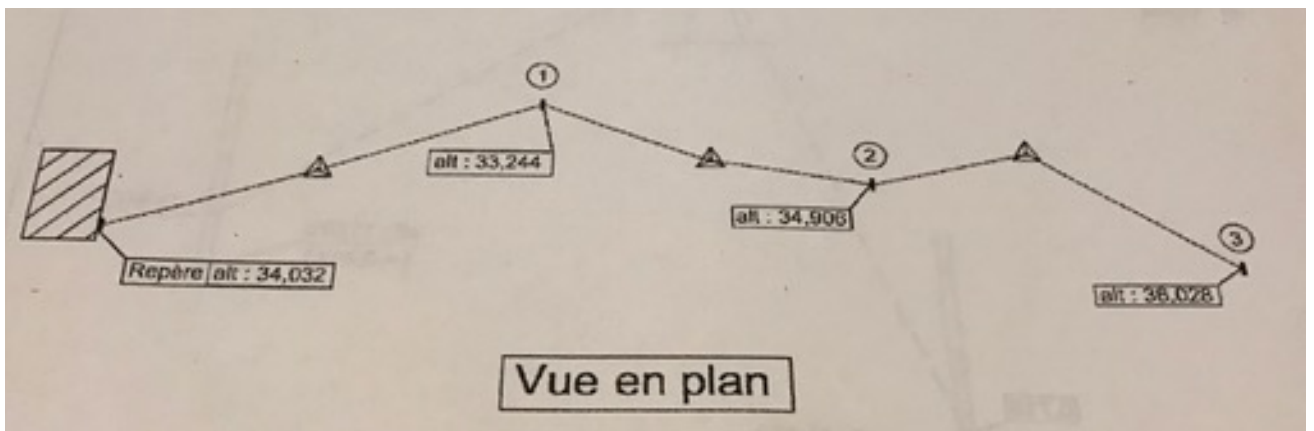 1
alt : 33,244
2
alt : 34,906
3
Repère alt : 34,032
alt : 36,028
Vue en plan